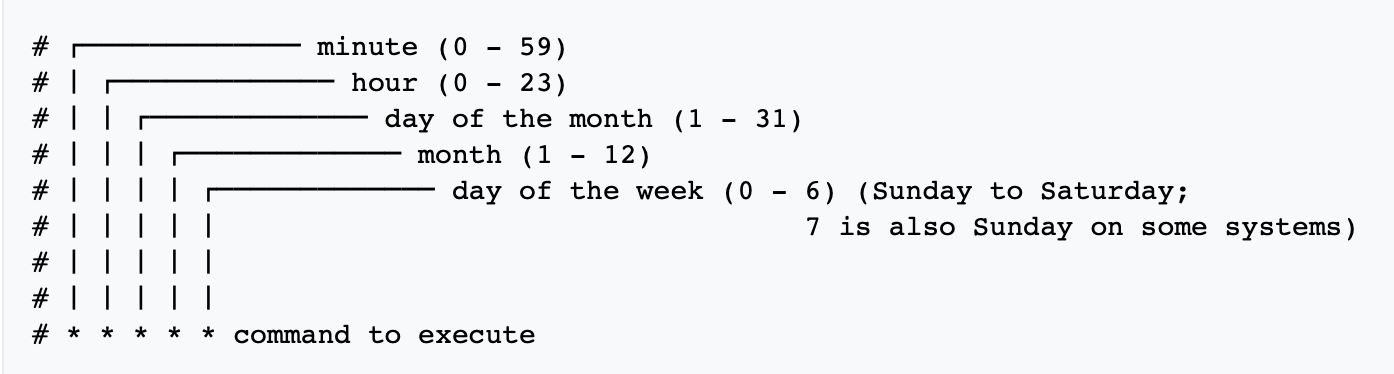 # ┌───────────── minute (0 - 59)
# │ ┌───────────── hour (0 - 23)
# │ │ ┌───────────── day of the month (1 - 31)
# │ │ │ ┌───────────── month (1 - 12)
# │ │ │ │ ┌───────────── day of the week (0 - 6) (Sunday to Saturday;
# │ │ │ │ │                                   7 is also Sunday on some systems)
# │ │ │ │ │
# │ │ │ │ │
# * * * * * command to execute